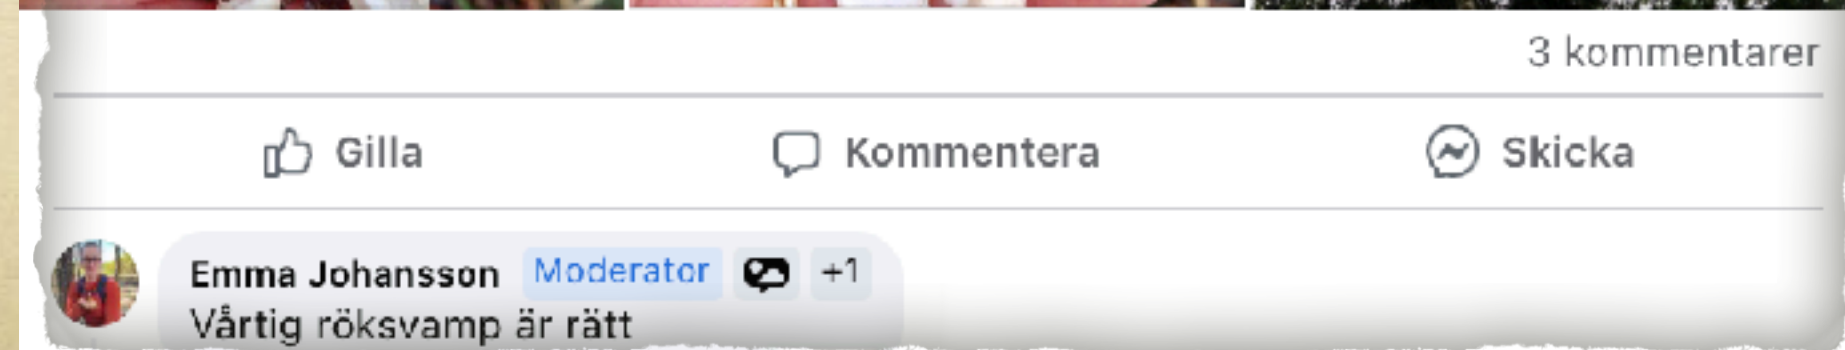 3 kommentarer
Gilla Kommentera Skicka
Emma Johansson Moderator +1
Vårtig röksvamp är rätt